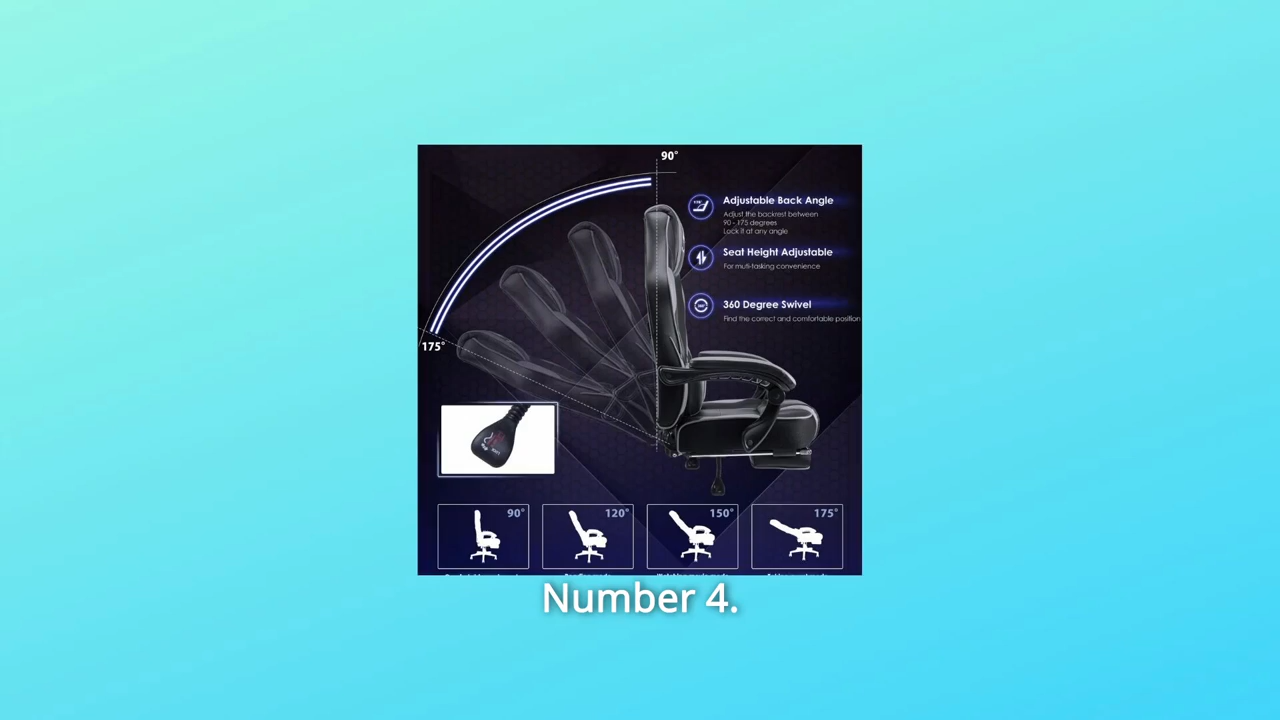 90°
Adjustable Back Angle
Adjust the backrest between
90 - 175 degrees
Lock it at any angle
Seat Height Adjustable
For muti-tasking convenience
360 Degree Swivel
Find the correct and comfortable position
175°
90°
120°
150°
175°
Number 4.